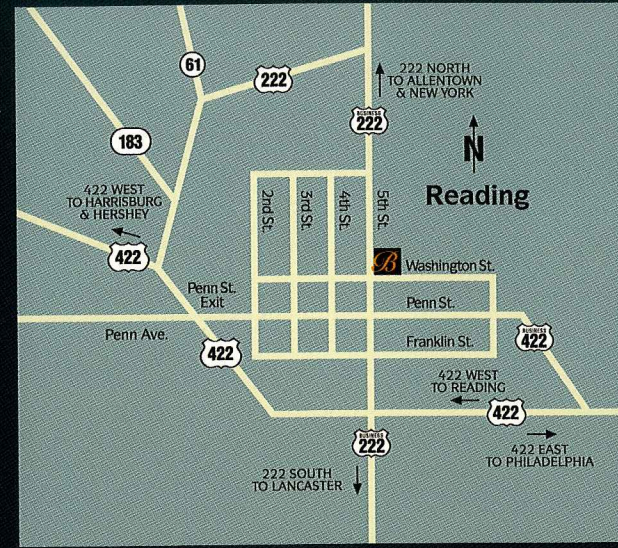 61
222
222 NORTH
TO ALLENTOWN
& NEW YORK
BUSINESS
222
183
N
Reading
422 WEST
TO HARRISBURG
& HERSHEY
422
2nd St.
3rd St.
4th St.
5th St.
B
Washington St.
Penn St.
Exit
Penn St.
Penn Ave.
Franklin St.
BUSINESS
422
422
422 WEST
TO READING
422
BUSINESS
222
422 EAST
TO PHILADELPHIA
222 SOUTH
TO LANCASTER